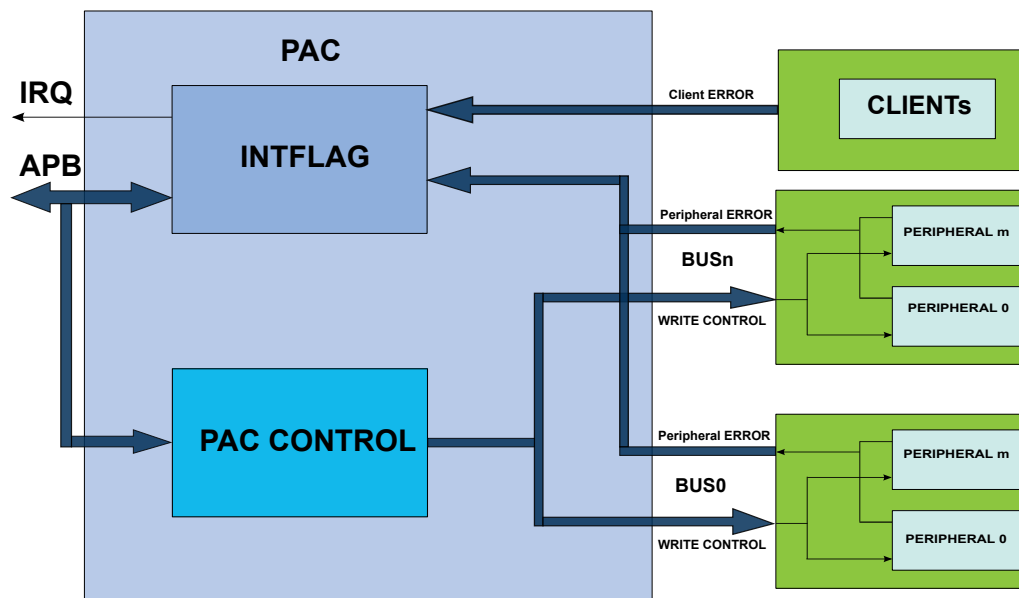 PAC
IRQ
APB
INTFLAG
PAC CONTROL
Client ERROR
CLIENTs
Peripheral ERROR
BUSn
WRITE CONTROL
PERIPHERAL m
PERIPHERAL 0
Peripheral ERROR
BUS0
WRITE CONTROL
PERIPHERAL m
PERIPHERAL 0